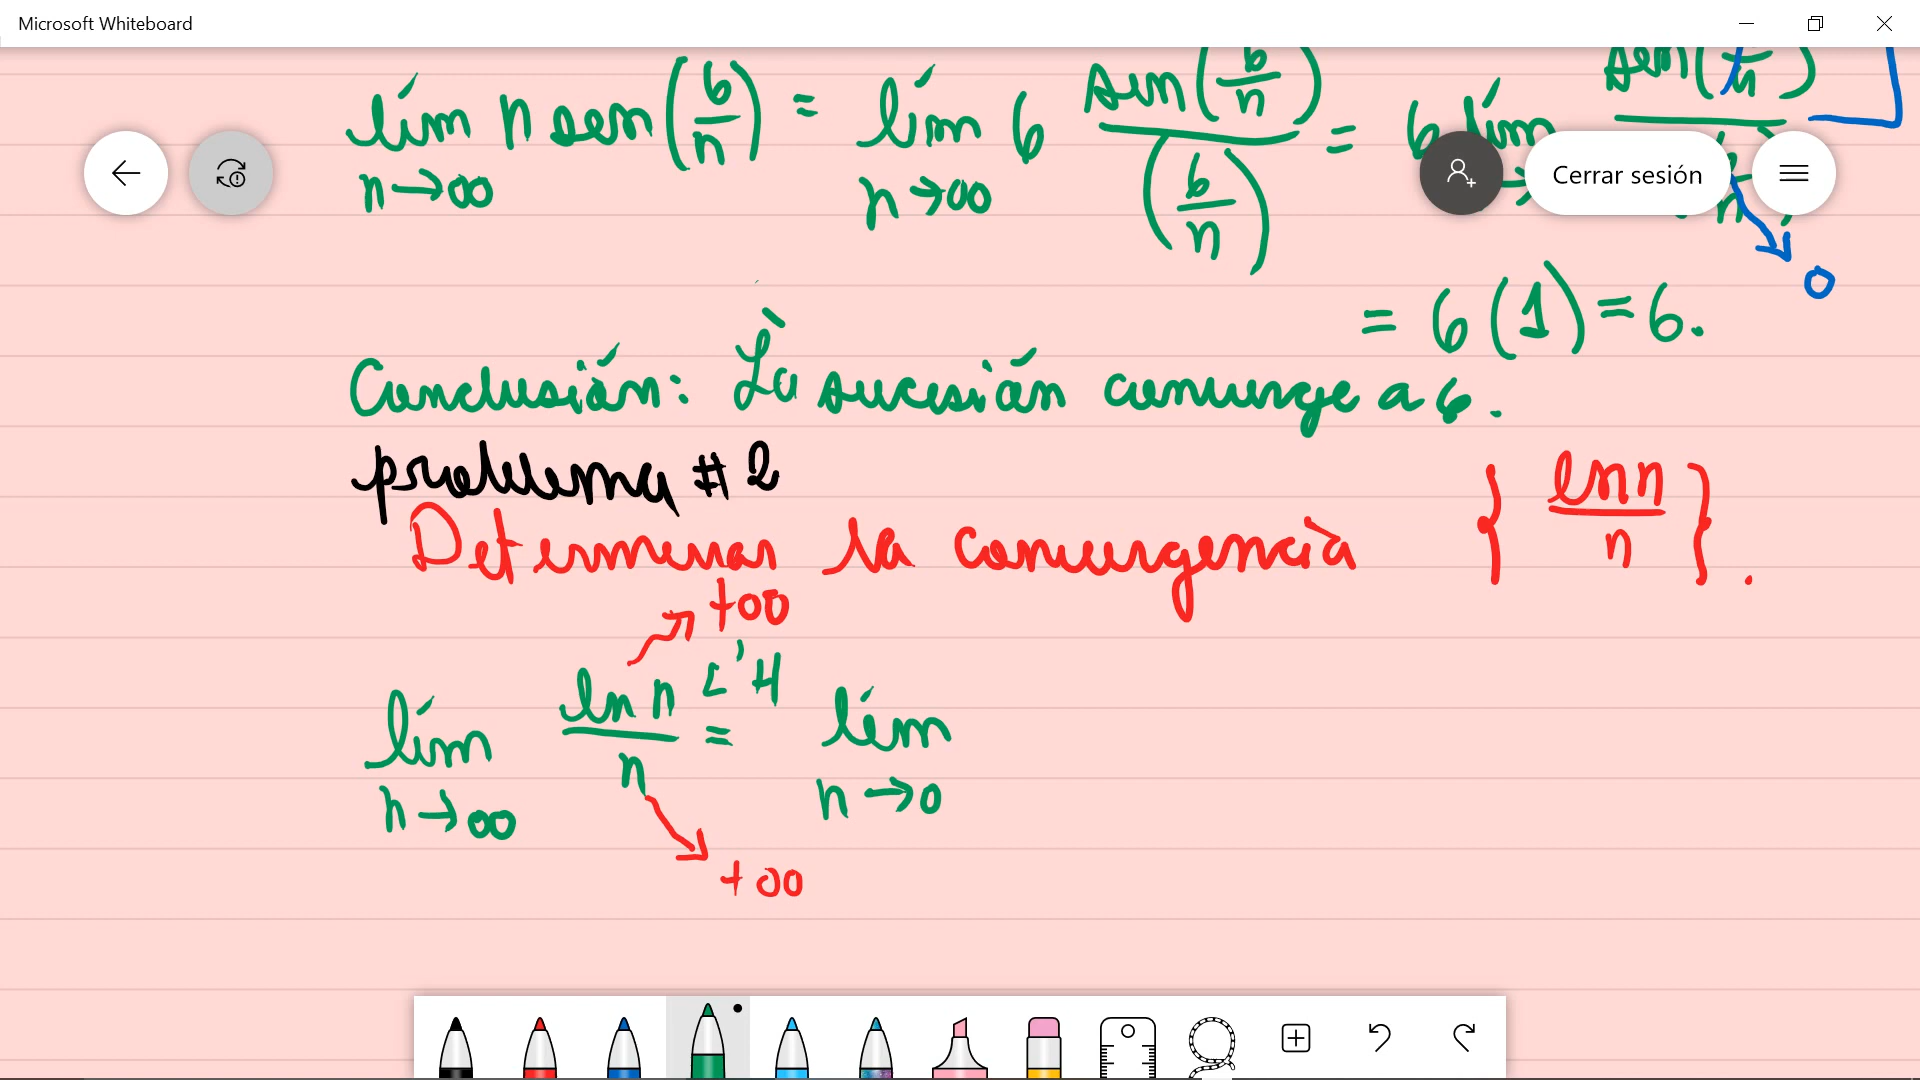 Microsoft Whiteboard
lím n sen(6/n) = lím 6 sen(6/n) / (6/n) = 6 lím sen(
n→∞ n→∞
Cerrar sesión
0
= 6 (1) = 6.
Conclusión: La sucesión converge a 6.
problema # 2
Determinar la convergencia { ln n / n }.
+∞
lím ln n / n L'H = lím
n→∞ n→0
+∞